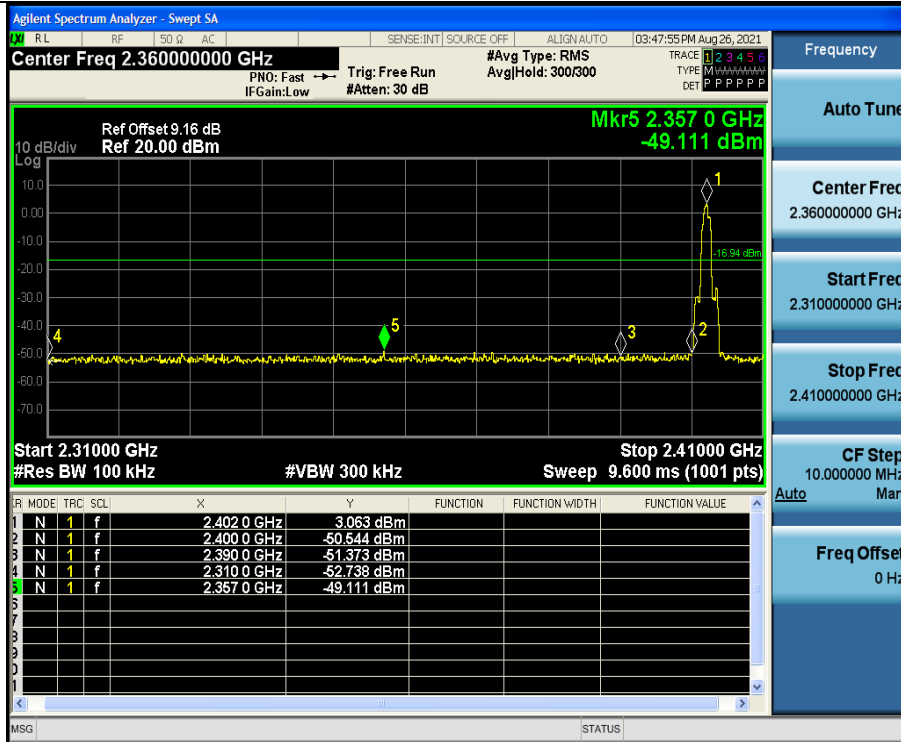 Agilent Spectrum Analyzer - Swept SA
LXI RL RF 50 Ω AC SENSE:INT SOURCE OFF ALIGN AUTO 03:47:55 PM Aug 26, 2021
Center Freq 2.360000000 GHz
PNO: Fast
IFGain:Low
Trig: Free Run
#Atten: 30 dB
#Avg Type: RMS
Avg|Hold: 300/300
TRACE 1 2 3 4 5 6
TYPE M
DET P P P P P P
Mkr5 2.357 0 GHz
-49.111 dBm
Ref Offset 9.16 dB
10 dB/div Ref 20.00 dBm
Log
10.0
0.00
-10.0
-20.0
-30.0
-40.0
-50.0
-60.0
-70.0
1
-16.94 dBm
4
5
3
2
Start 2.31000 GHz Stop 2.41000 GHz
#Res BW 100 kHz #VBW 300 kHz Sweep 9.600 ms (1001 pts)
MODE TRC SCL X Y FUNCTION FUNCTION WIDTH FUNCTION VALUE
1 N 1 f 2.402 0 GHz 3.063 dBm
2 N 1 f 2.400 0 GHz -50.544 dBm
3 N 1 f 2.390 0 GHz -51.373 dBm
4 N 1 f 2.310 0 GHz -52.738 dBm
5 N 1 f 2.357 0 GHz -49.111 dBm
6
7
8
9
0
1
MSG STATUS
Frequency
Auto Tune
Center Freq
2.360000000 GHz
Start Freq
2.310000000 GHz
Stop Freq
2.410000000 GHz
CF Step
10.000000 MHz
Auto Man
Freq Offset
0 Hz